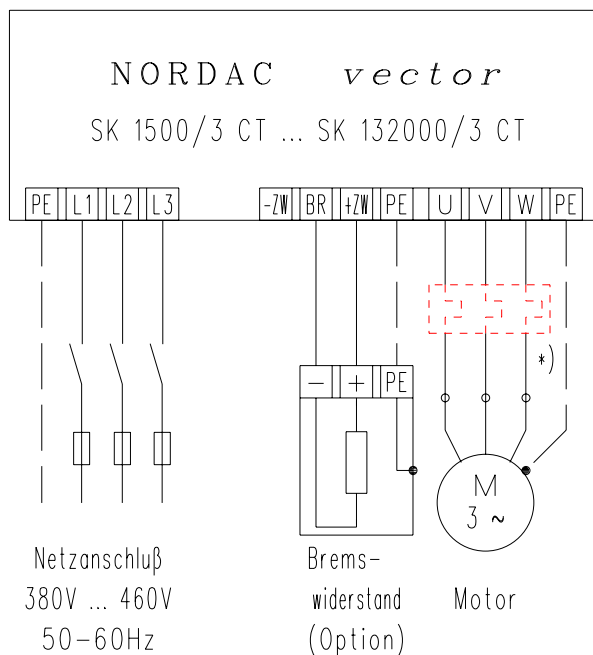 NORDAC vector
SK 1500/3 CT ... SK 132000/3 CT
PE L1 L2 L3 -ZW BR +ZW PE U V W PE
*)
− + PE
M
3 ~
Netzanschluß
380V ... 460V
50-60Hz
Brems-
widerstand
(Option)
Motor